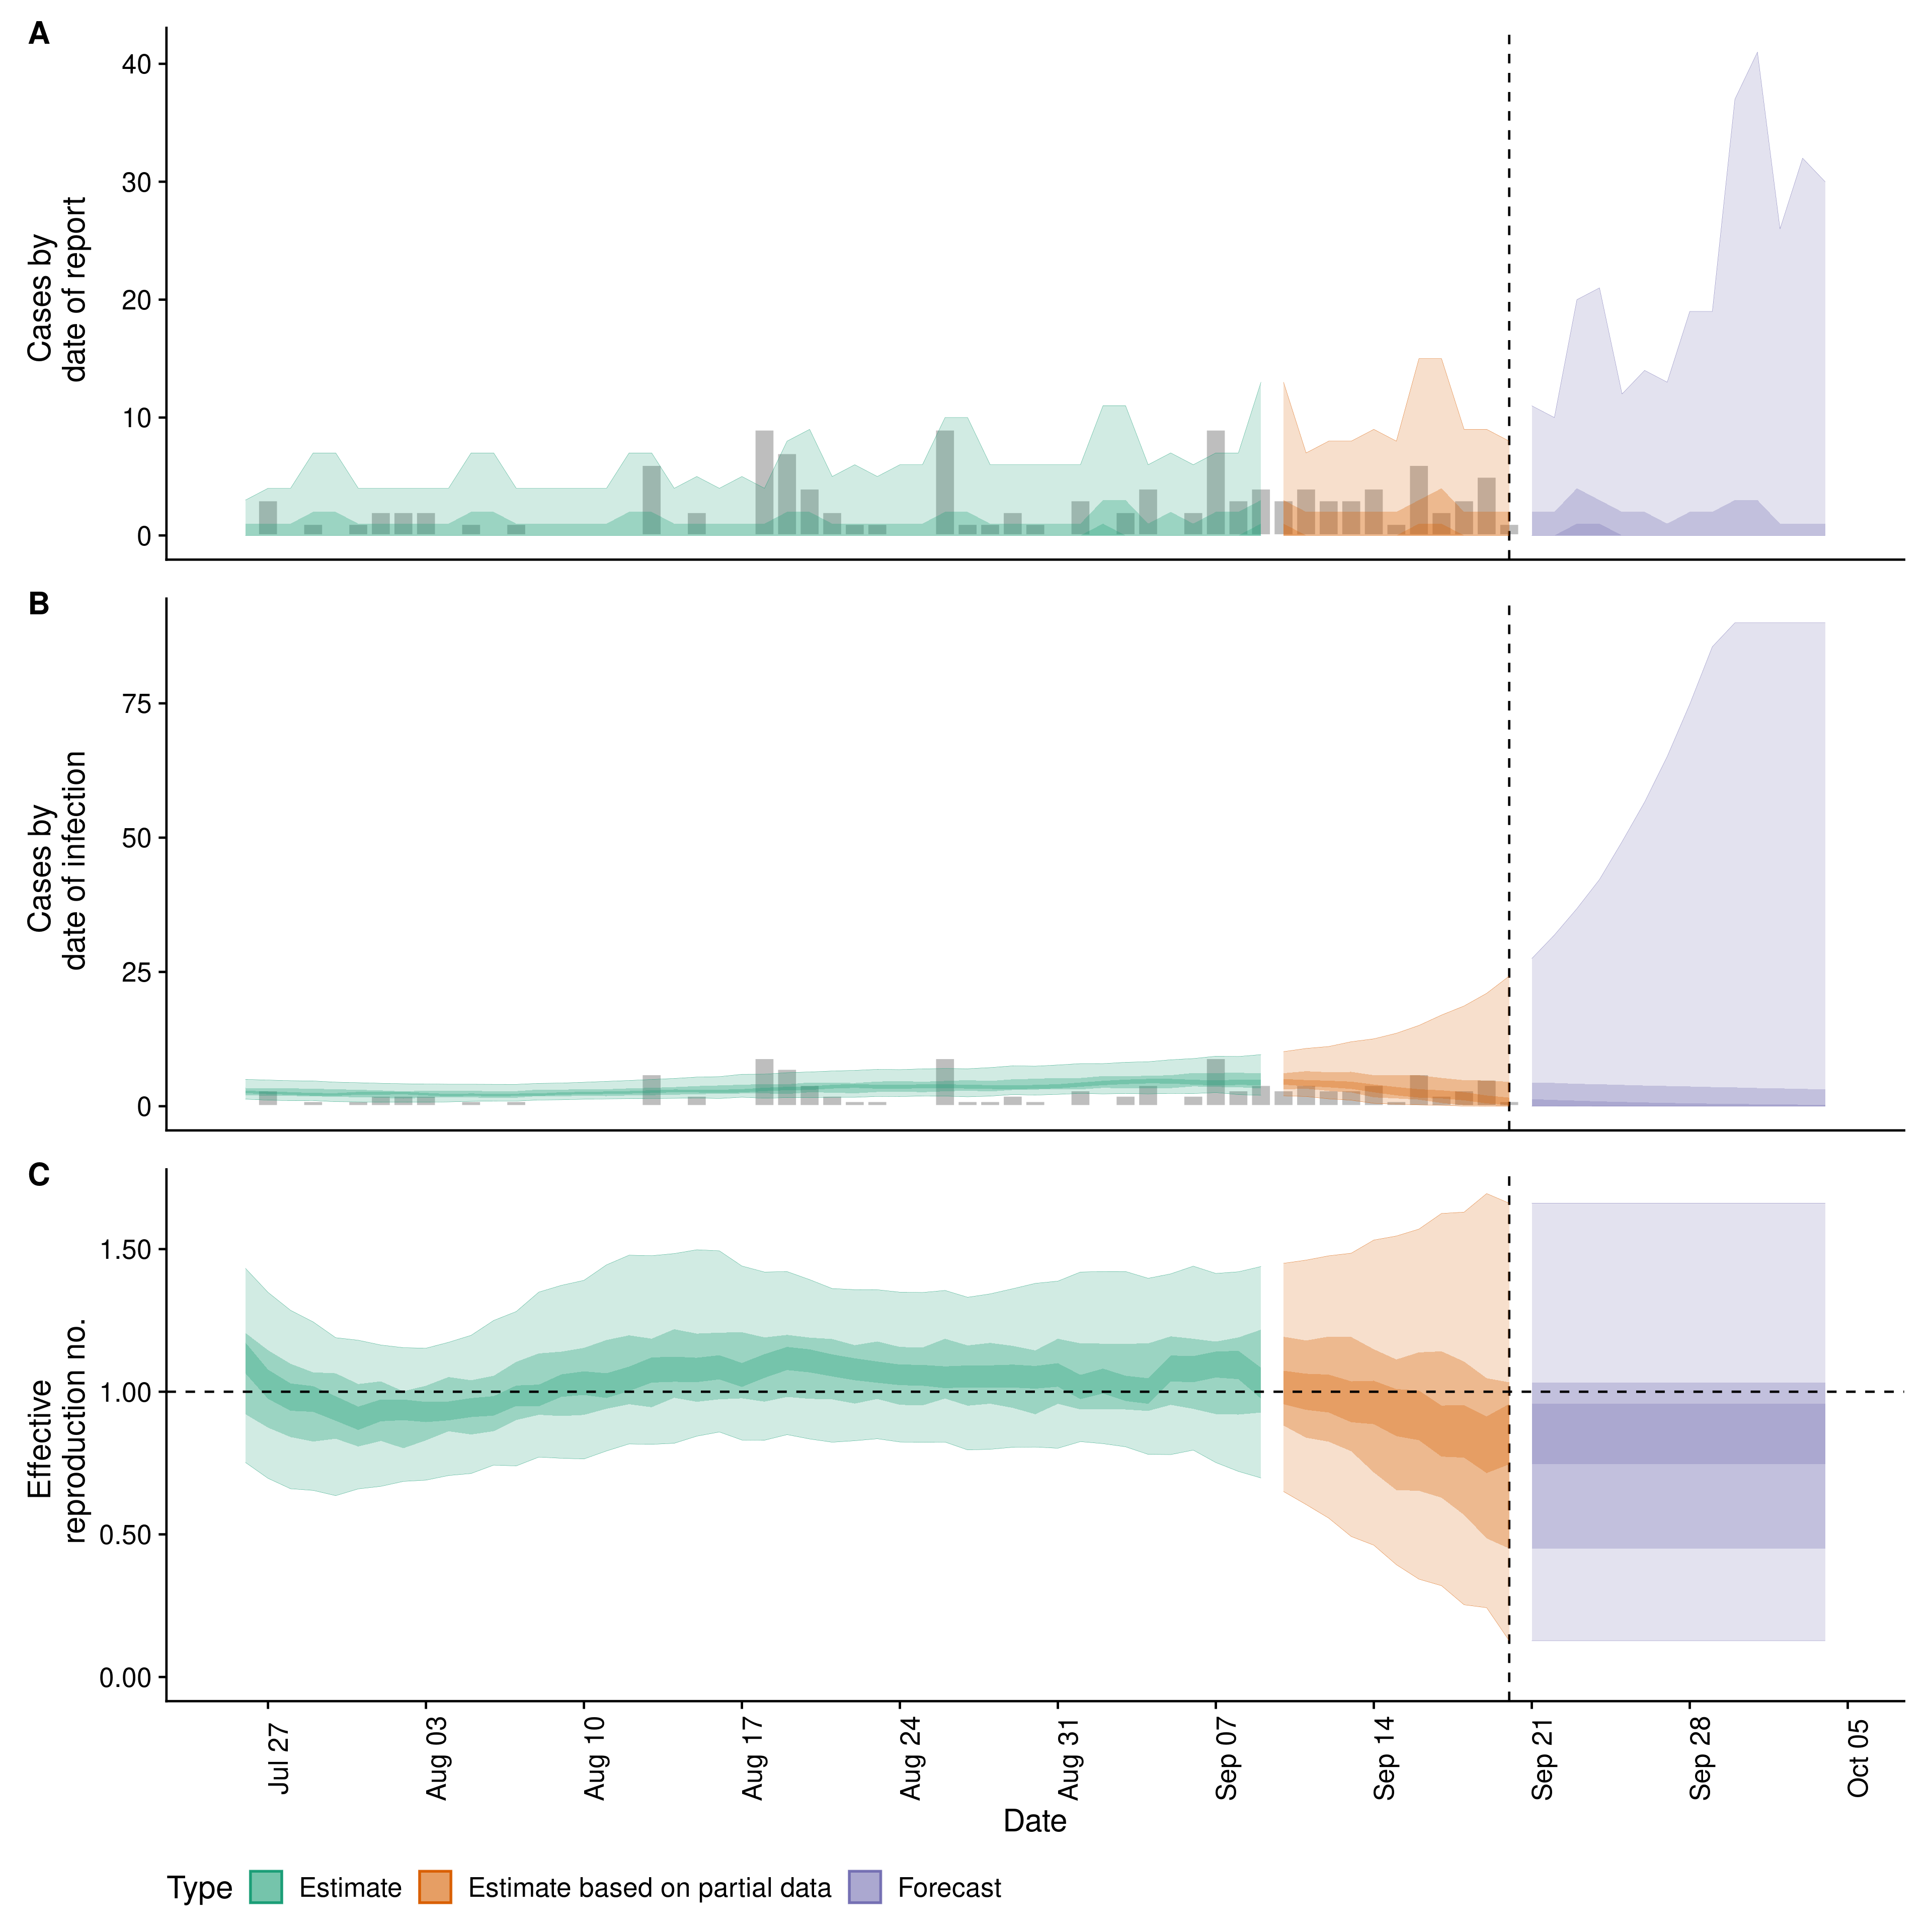 A
Cases by
date of report
40
30
20
10
0
B
Cases by
date of infection
75
50
25
0
C
Effective
reproduction no.
1.50
1.00
0.50
0.00
Jul 27
Aug 03
Aug 10
Aug 17
Aug 24
Aug 31
Sep 07
Sep 14
Sep 21
Sep 28
Oct 05
Date
Type Estimate Estimate based on partial data Forecast